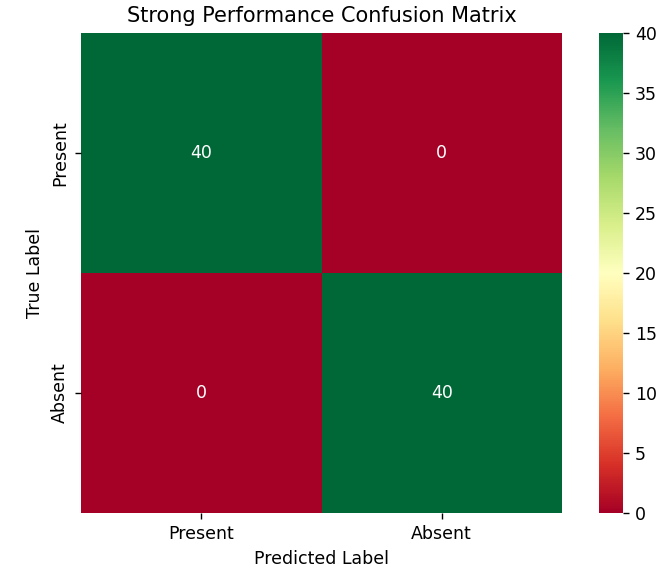 Strong Performance Confusion Matrix
True Label
Present
Absent
40
0
0
40
Present
Absent
Predicted Label
40
35
30
25
20
15
10
5
0